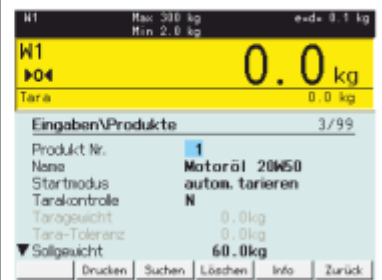 W1 Max 300 kg e=d= 0.1 kg
Min 2.0 kg
W1
▶0◀ 0.0 kg
Tara 0.0 kg
Eingaben\Produkte 3/99
Produkt Nr. 1
Name Motoröl 20W50
Startmodus autom. tarieren
Tarakontrolle N
Taragewicht 0.0kg
Tara-Toleranz 0.0kg
▼ Sollgewicht 60.0kg
Drucken Suchen Löschen Info Zurück